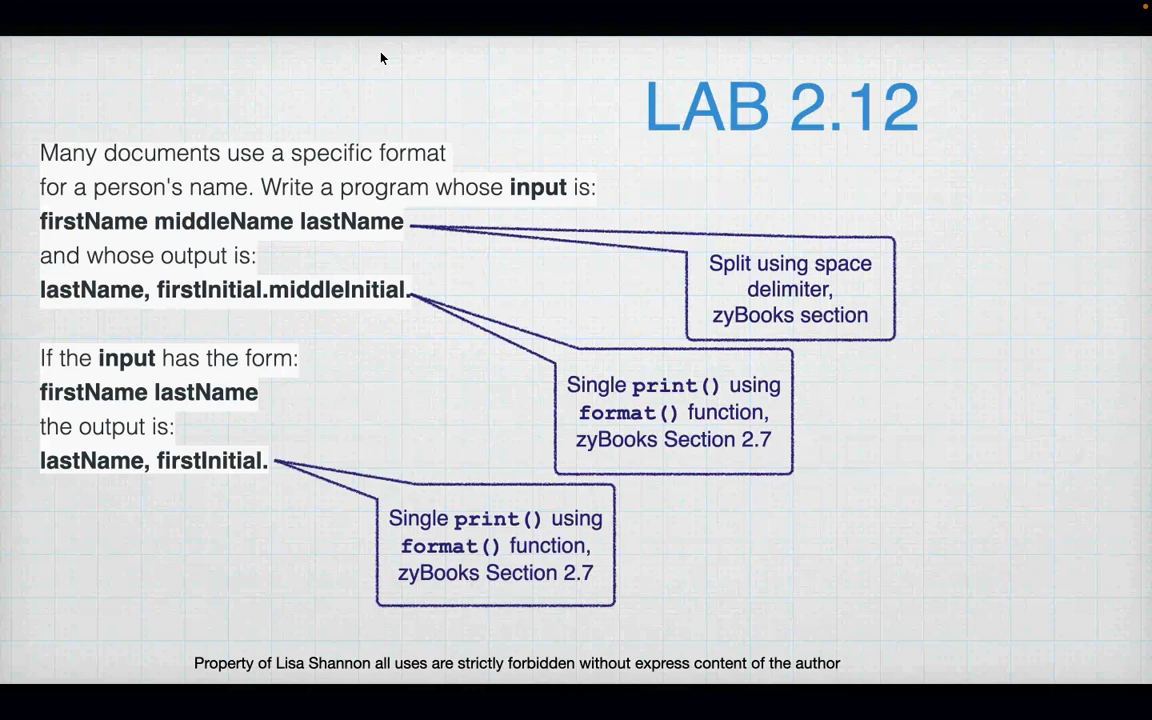 LAB 2.12
Many documents use a specific format
for a person's name. Write a program whose input is:
firstName middleName lastName
and whose output is:
lastName, firstInitial.middleInitial.
Split using space
delimiter,
zyBooks section
If the input has the form:
firstName lastName
the output is:
lastName, firstInitial.
Single print() using
format() function,
zyBooks Section 2.7
Single print() using
format() function,
zyBooks Section 2.7
Property of Lisa Shannon all uses are strictly forbidden without express content of the author